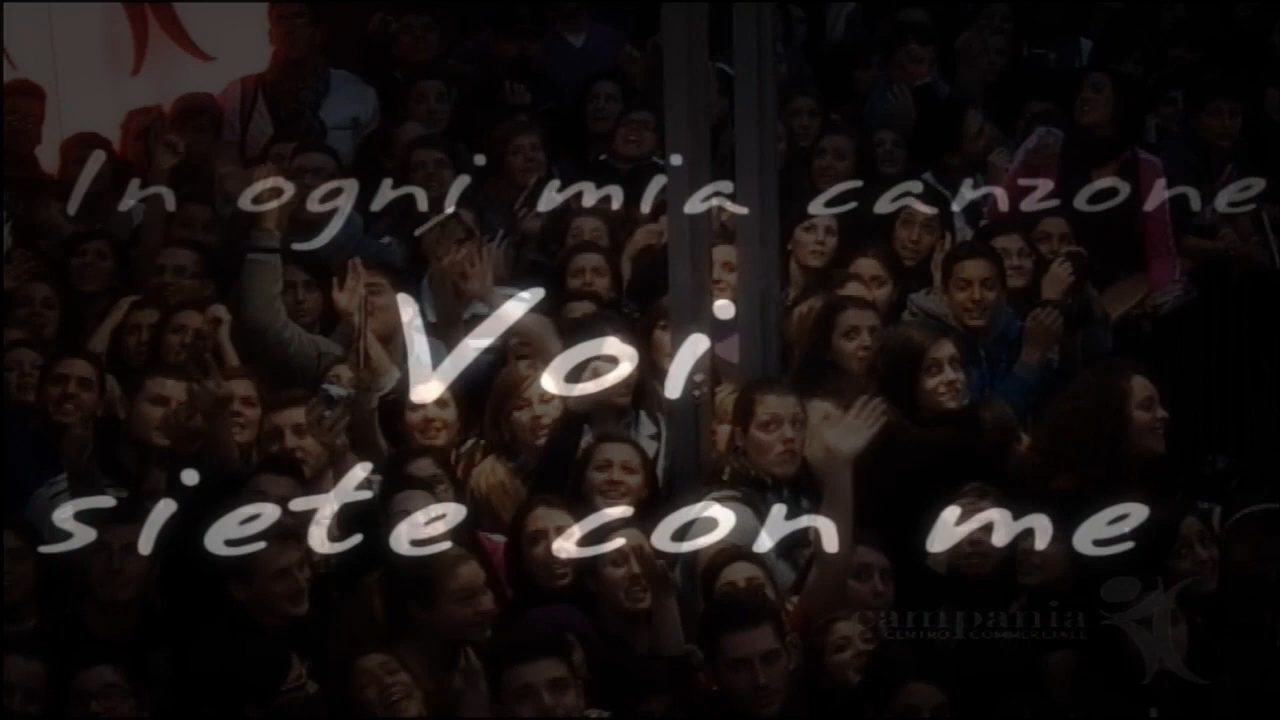 In ogni mia canzone
Voi
siete con me
campania
CENTRO COMMERCIALE